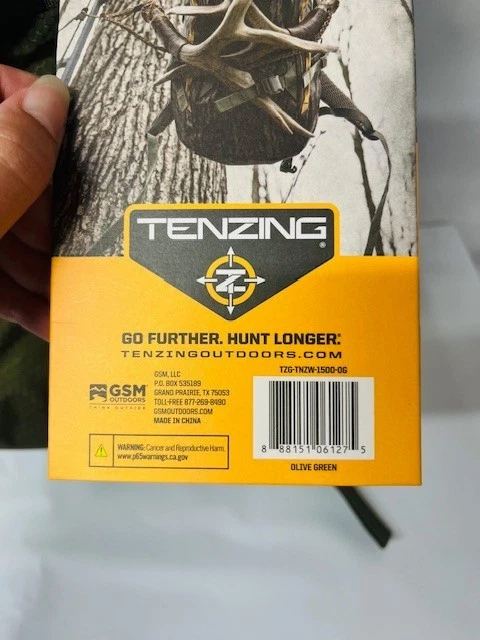 TENZING®
GO FURTHER. HUNT LONGER.
TENZINGOUTDOORS.COM
GSM
OUTDOORS
THINK OUTSIDE
GSM, LLC
P.O. BOX 535189
GRAND PRAIRIE, TX 75053
TOLL-FREE 877-269-8490
GSMOUTDOORS.COM
MADE IN CHINA
WARNING: Cancer and Reproductive Harm.
www.p65warnings.ca.gov
TZG-TNZW-1500-OG
8 88151 06127 5
OLIVE GREEN